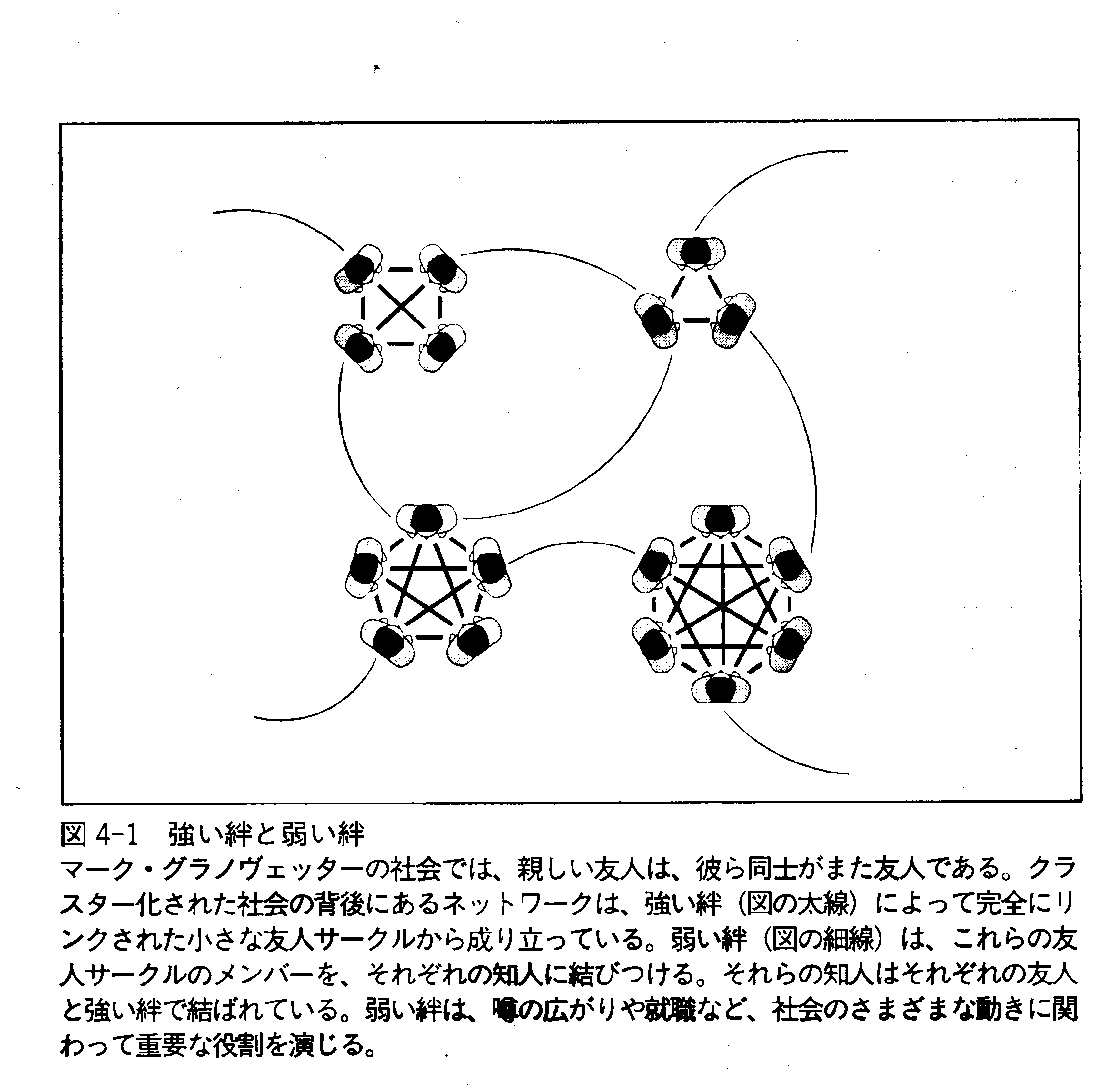 図 4-1　強い絆と弱い絆
マーク・グラノヴェッターの社会では、親しい友人は、彼ら同士がまた友人である。クラ
スター化された社会の背後にあるネットワークは、強い絆（図の太線）によって完全にリ
ンクされた小さな友人サークルから成り立っている。弱い絆（図の細線）は、これらの友
人サークルのメンバーを、それぞれの知人に結びつける。それらの知人はそれぞれの友人
と強い絆で結ばれている。弱い絆は、噂の広がりや就職など、社会のさまざまな動きに関
わって重要な役割を演じる。